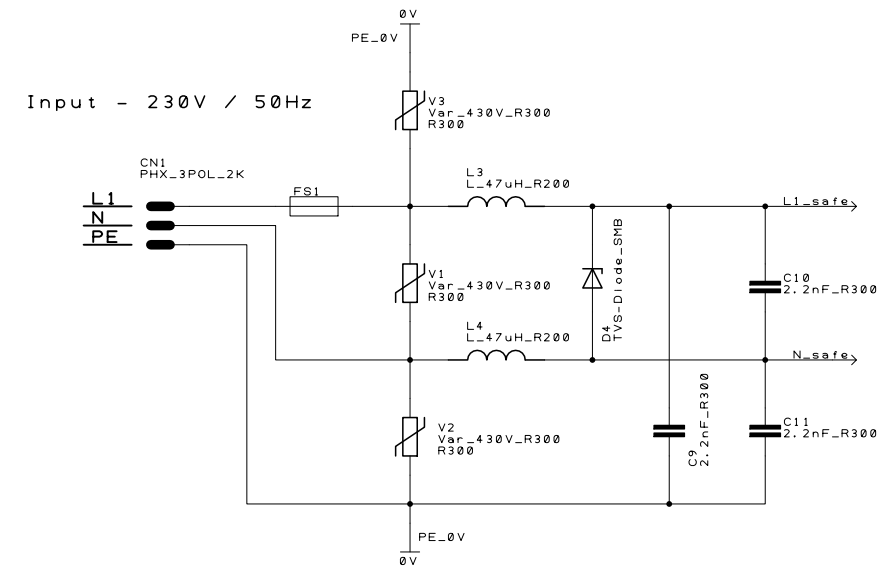 0V
PE_0V
Input - 230V / 50Hz
V3
Var_430V_R300
R300
CN1
PHX_3POL_2K
L3
L_47uH_R200
L1
FS1
L1_safe
N
PE
V1
Var_430V_R300
R300
D4
TVS-Diode_SMB
C10
2.2nF_R300
L4
L_47uH_R200
N_safe
V2
Var_430V_R300
R300
C9
2.2nF_R300
C11
2.2nF_R300
PE_0V
0V